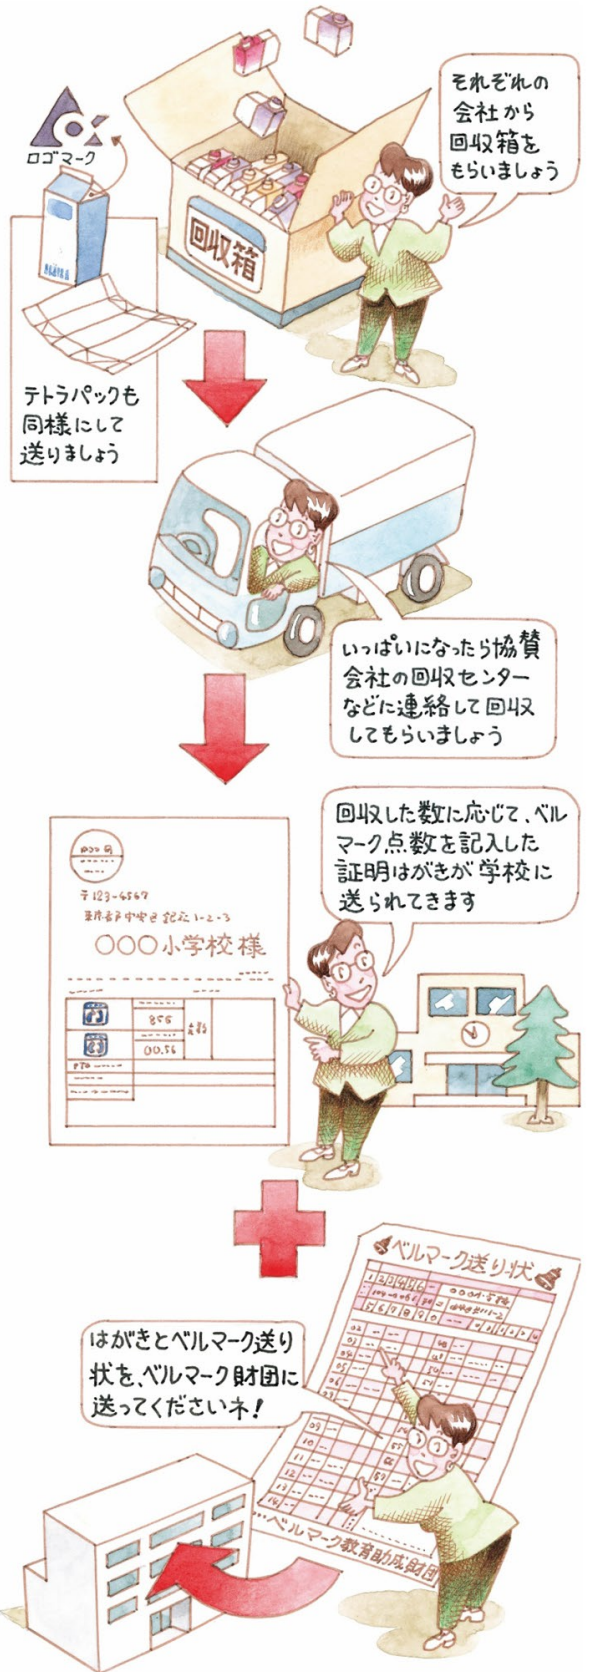 それぞれの
会社から
回収箱を
もらいましょう
ロゴマーク
回収箱
テトラパックも
同様にして
送りましょう
いっぱいになったら協賛
会社の回収センター
などに連絡して回収
してもらいましょう
回収した数に応じて、ベル
マーク点数を記入した
証明はがきが学校に
送られてきます
〒123-4567
○○○小学校様
855
00.56
ベルマーク送り状
はがきとベルマーク送り
状を、ベルマーク財団に
送ってくださいネ!
ベルマーク教育助成財団